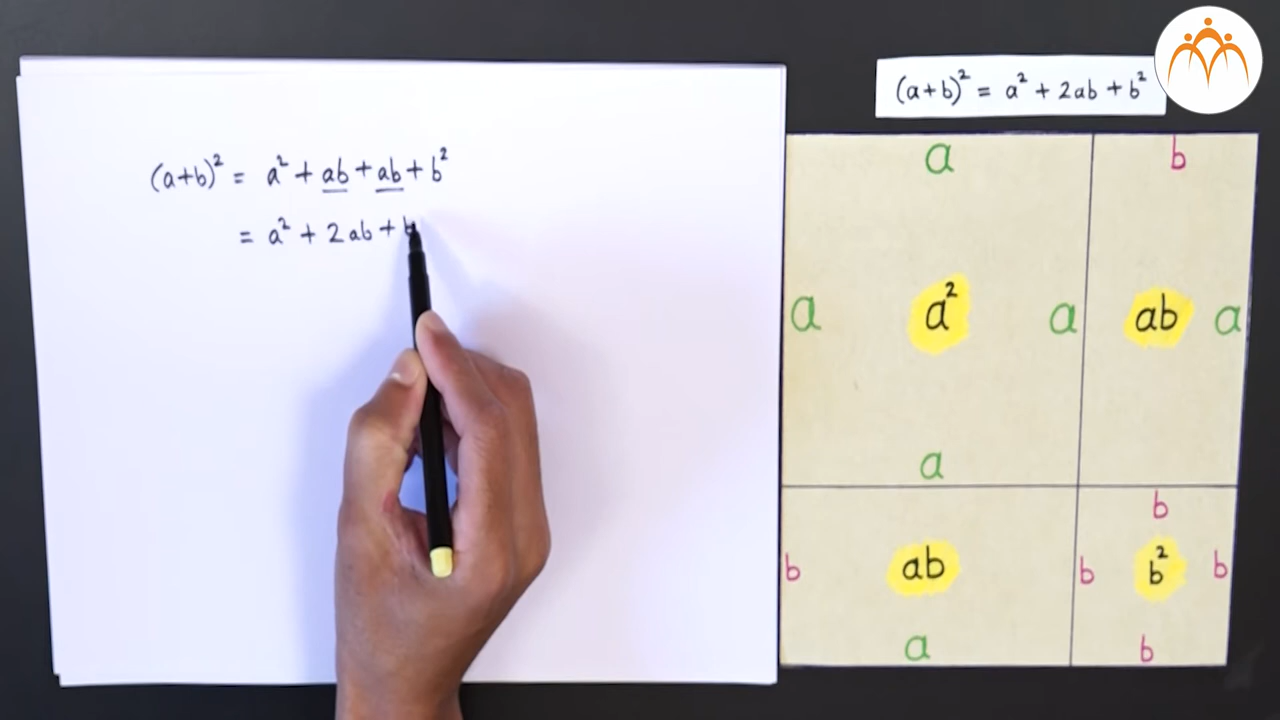 (a+b)² = a² + 2ab + b²
(a+b)² = a² + ab + ab + b²
= a² + 2ab + b
a b
a a² a ab a
a b
b ab b b² b
a b